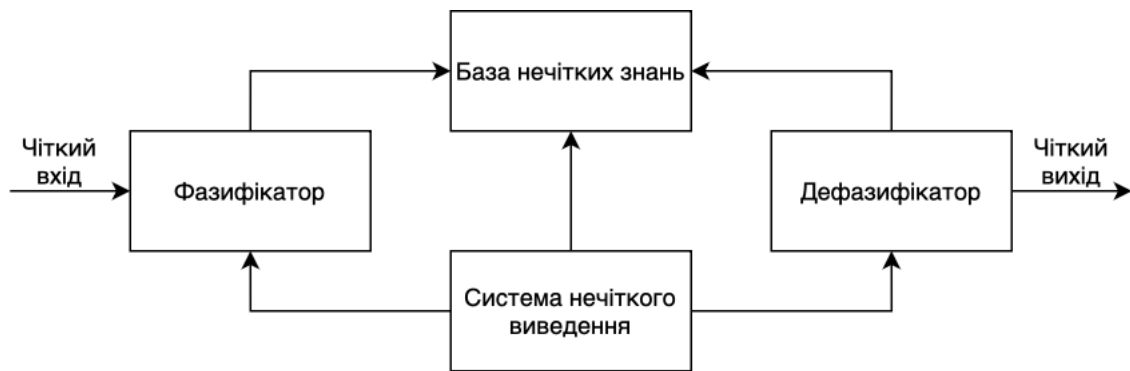 База нечітких знань
Чіткий
вхід
Фазифікатор
Дефазифікатор
Чіткий
вихід
Система нечіткого
виведення